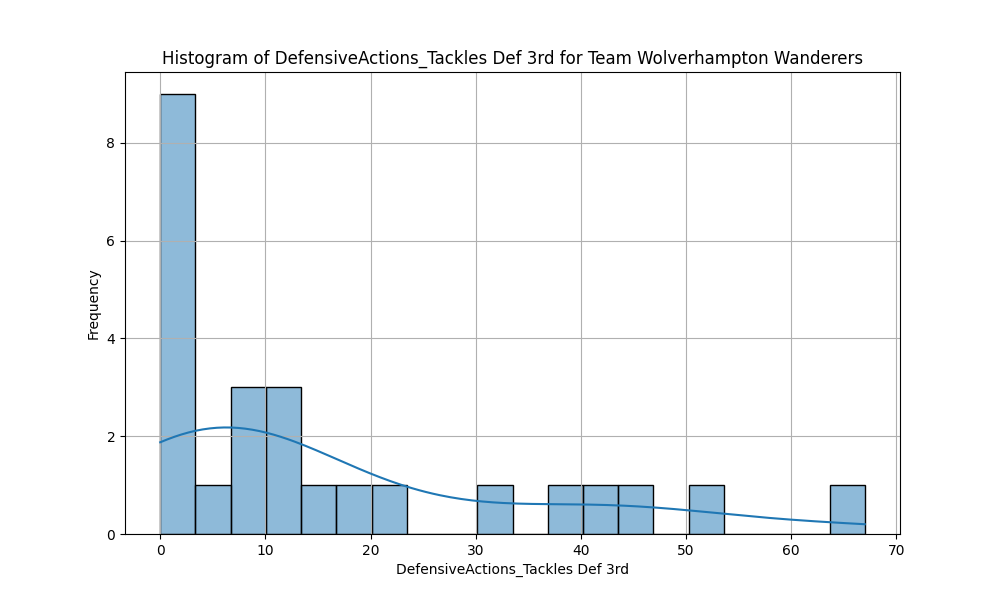 Histogram of DefensiveActions_Tackles Def 3rd for Team Wolverhampton Wanderers
Frequency
8
6
4
2
0
0 10 20 30 40 50 60 70
DefensiveActions_Tackles Def 3rd